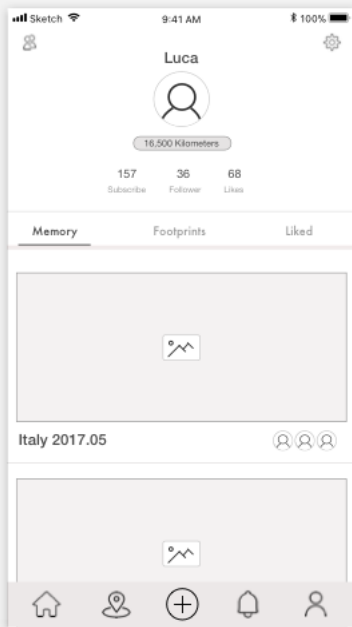 Sketch 9:41 AM 100%
Luca
16,500 Kilometers
157 36 68
Subscribe Follower Likes
Memory Footprints Liked
Italy 2017.05